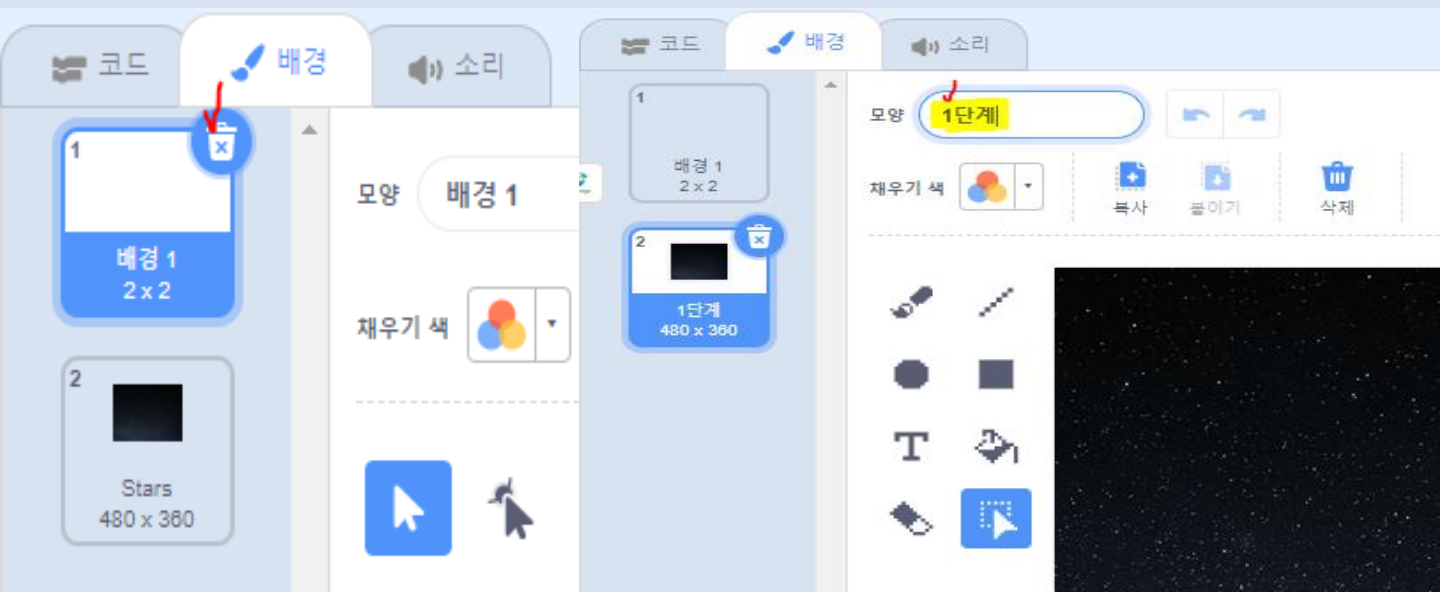 코드 배경 소리
1
배경 1
2 x 2
2
Stars
480 x 360
모양 배경 1
채우기 색
코드 배경 소리
1
배경 1
2 x 2
2
1단계
480 x 360
모양 1단계
채우기 색 복사 붙이기 삭제
T